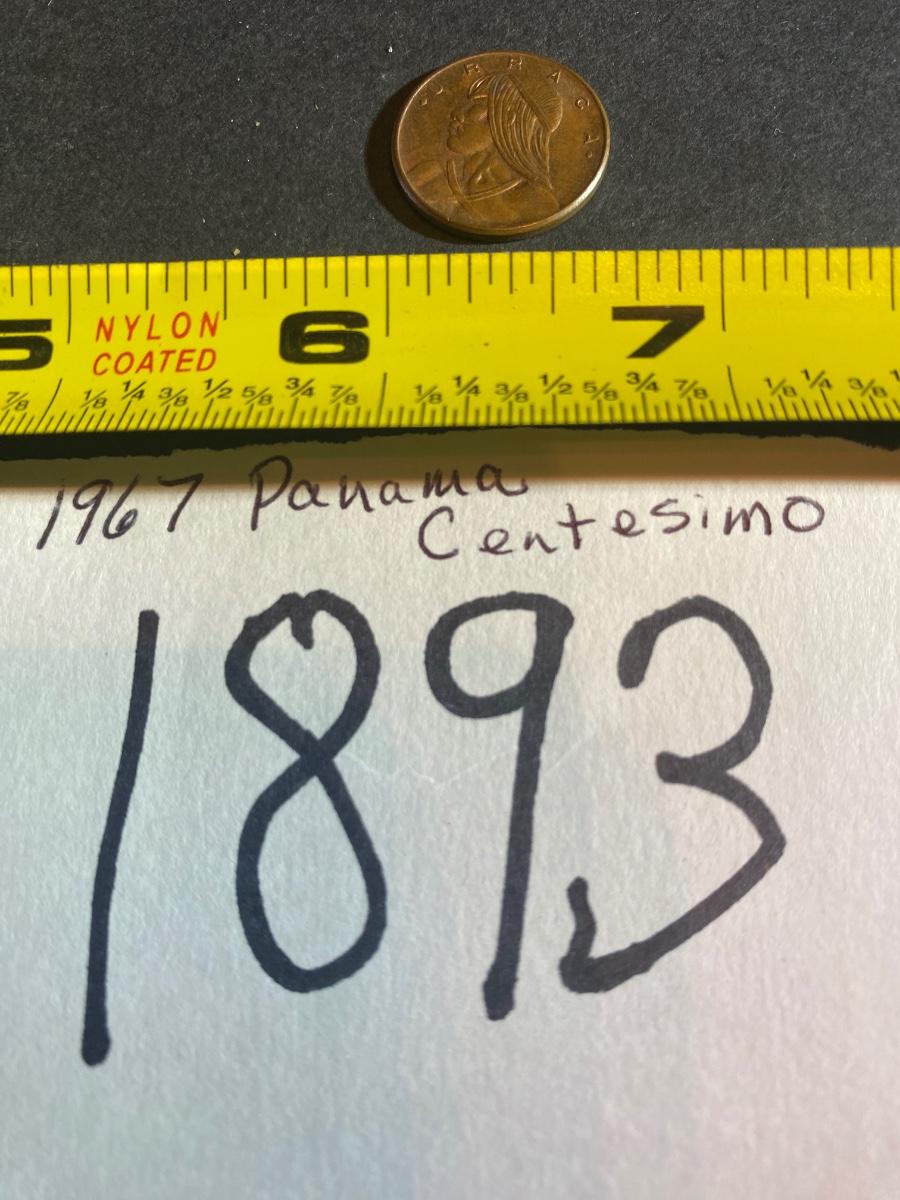 URRACA
5 NYLON 6 7
COATED
7/8 1/8 1/4 3/8 1/2 5/8 3/4 7/8 1/8 1/4 3/8 1/2 5/8 3/4 7/8 1/8 1/4 3/8
1967 Panama
Centesimo
1893